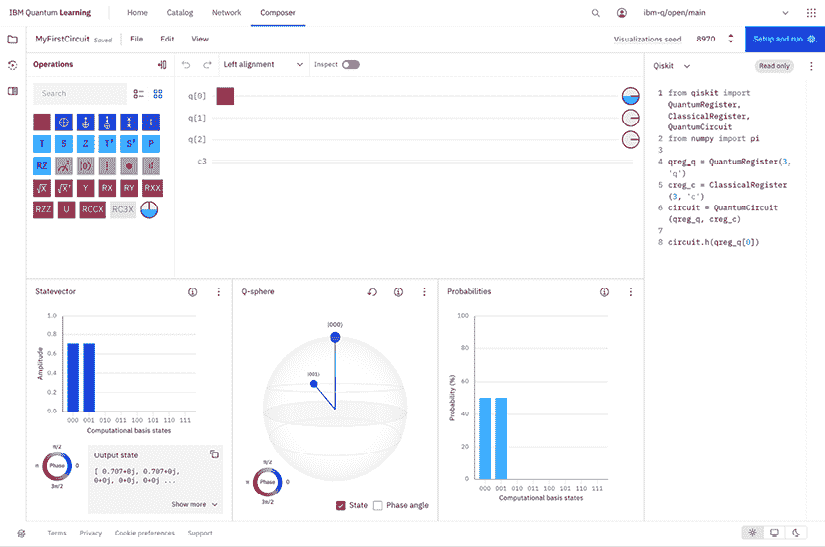 IBM Quantum Learning
Home
Catalog
Network
Composer
ibm-q/open/main
MyFirstCircuit Saved
File
Edit
View
Visualizations seed
8970
Setup and run
Operations
Left alignment
Inspect
Search
T S Z T† S† P
RZ |0⟩
√X √X† Y RX RY RXX
RZZ U RCCX RC3X
q[0]
q[1]
q[2]
c3
Qiskit
Read only
1 from qiskit import
QuantumRegister,
ClassicalRegister,
QuantumCircuit
2 from numpy import pi
3
4 qreg_q = QuantumRegister(3,
'q')
5 creg_c = ClassicalRegister
(3, 'c')
6 circuit = QuantumCircuit
(qreg_q, creg_c)
7
8 circuit.h(qreg_q[0])
Statevector
1.0
0.8
0.6
0.4
0.2
0.0
Amplitude
000 001 010 011 100 101 110 111
Computational basis states
π/2
π
Phase
0
3π/2
Output state
[ 0.707+0j, 0.707+0j,
0+0j, 0+0j, 0+0j ...
Show more
Q-sphere
|000⟩
|001⟩
π/2
π
Phase
0
3π/2
State
Phase angle
Probabilities
100
80
60
40
20
0
Probability (%)
000 001 010 011 100 101 110 111
Computational basis states
Terms
Privacy
Cookie preferences
Support